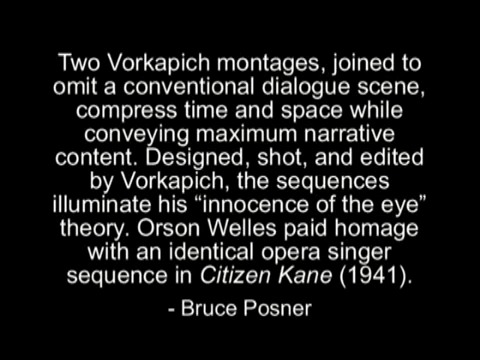 Two Vorkapich montages, joined to
omit a conventional dialogue scene,
compress time and space while
conveying maximum narrative
content. Designed, shot, and edited
by Vorkapich, the sequences
illuminate his “innocence of the eye”
theory. Orson Welles paid homage
with an identical opera singer
sequence in Citizen Kane (1941).
- Bruce Posner